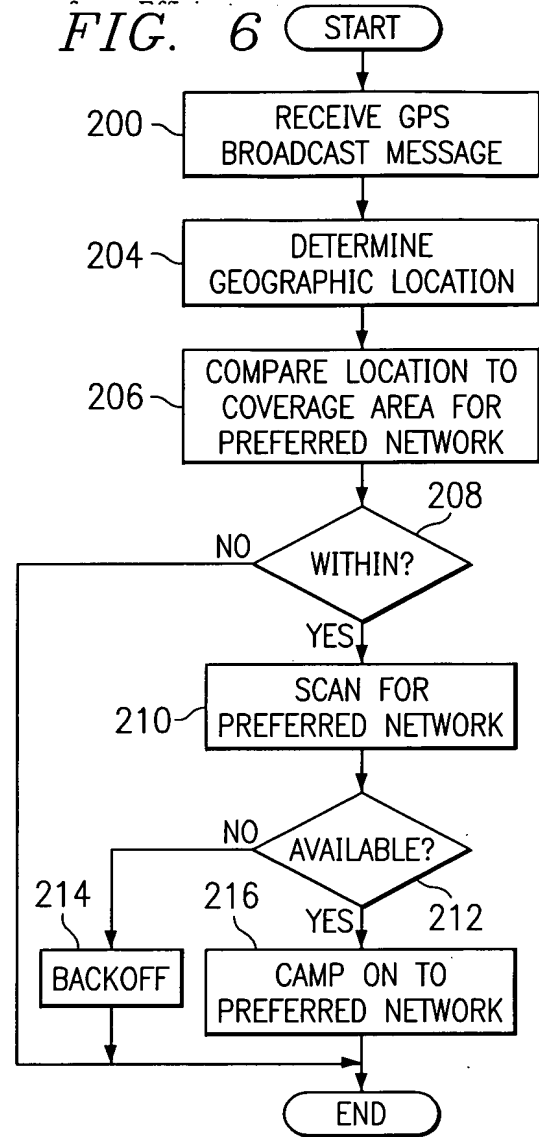 FIG. 6
START
200
RECEIVE GPS
BROADCAST MESSAGE
204
DETERMINE
GEOGRAPHIC LOCATION
206
COMPARE LOCATION TO
COVERAGE AREA FOR
PREFERRED NETWORK
208
NO
WITHIN?
YES
210
SCAN FOR
PREFERRED NETWORK
NO
AVAILABLE?
212
YES
214
216
BACKOFF
CAMP ON TO
PREFERRED NETWORK
END